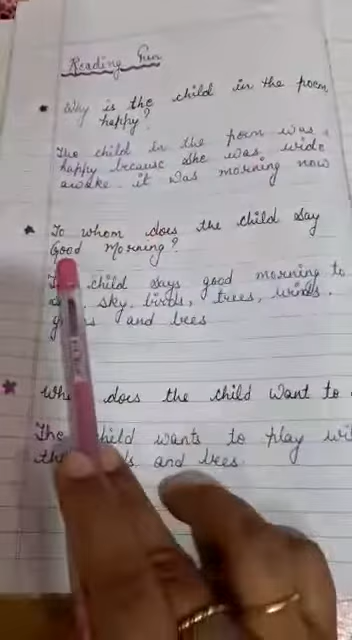 Reading Fun
Why is the child in the poem
happy?
The child in the poem was
happy because she was wide
awake. it was morning now
To whom does the child say
Good Morning?
child says good morning to
sky, birds, trees, winds,
and bees
does the child want to
The child wants to play
and bees.